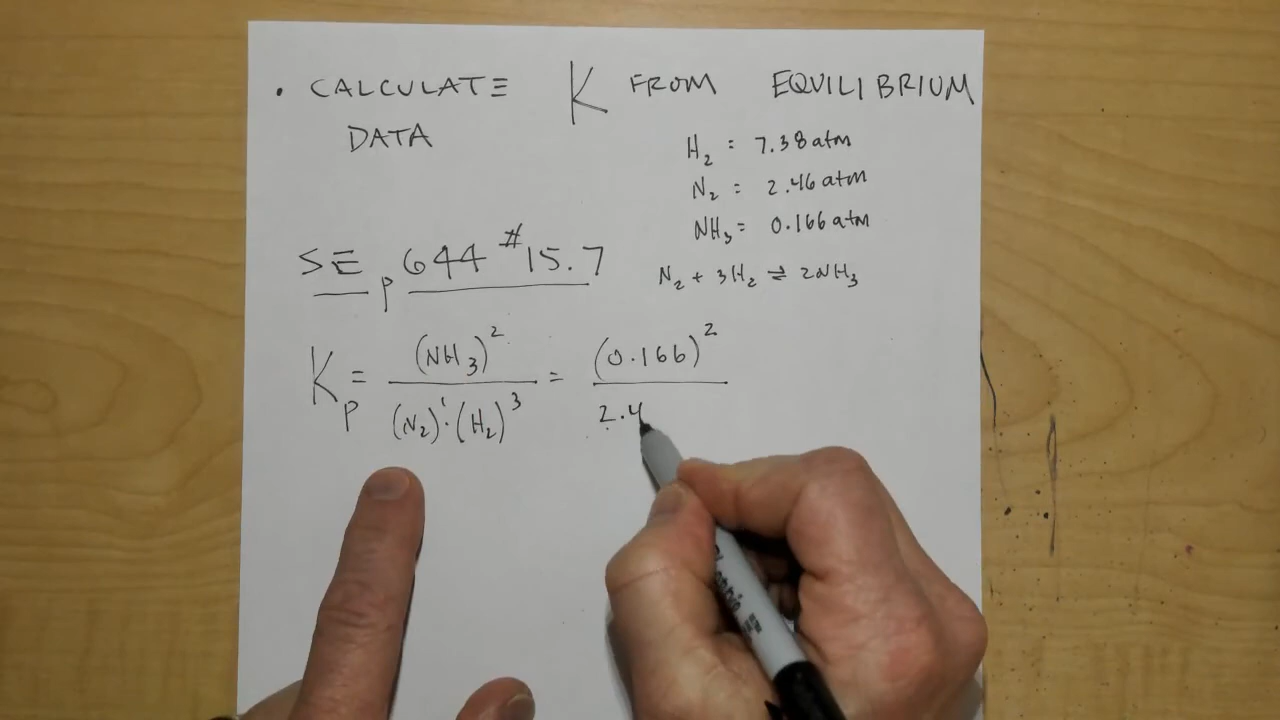 • CALCULATE K FROM EQUILIBRIUM
DATA
H₂ = 7.38 atm
N₂ = 2.46 atm
NH₃ = 0.166 atm
SE p 644 #15.7
N₂ + 3H₂ ⇌ 2NH₃
Kp = (NH₃)² / (N₂)¹·(H₂)³ = (0.166)² / 2.4